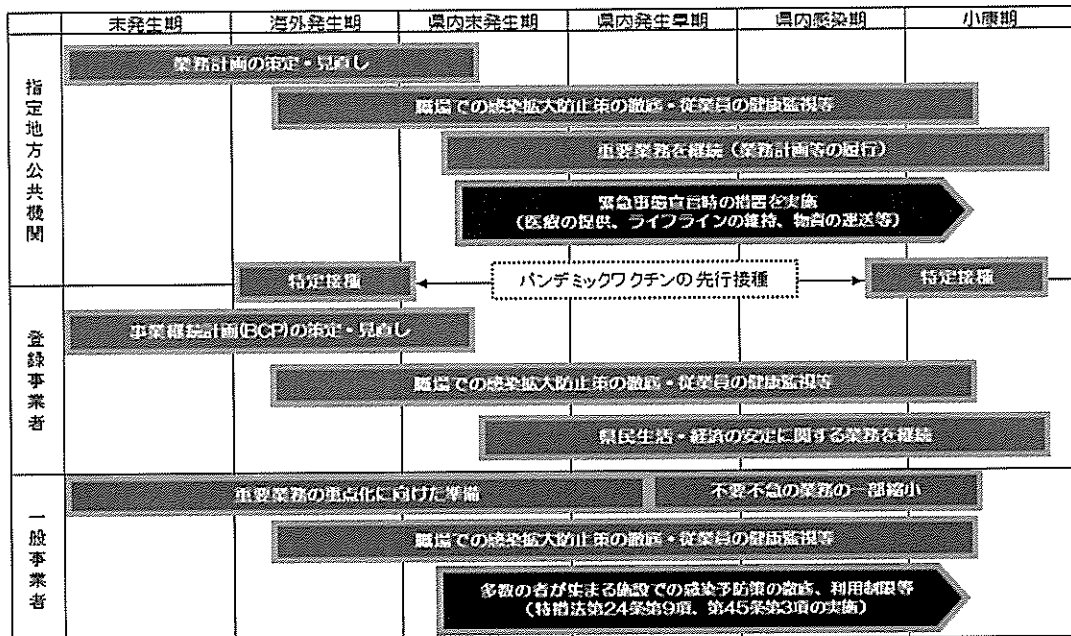 未発生期 海外発生期 県内未発生期 県内発生早期 県内感染期 小康期
指定地方公共機関
業務計画の策定・見直し
職場での感染拡大防止策の徹底・従業員の健康監視等
重要業務を継続（業務計画等の履行）
緊急事態宣言時の措置を実施
（医療の提供、ライフラインの維持、物資の運送等）
特定接種 パンデミックワクチンの先行接種 特定接種
登録事業者
事業継続計画(BCP)の策定・見直し
職場での感染拡大防止策の徹底・従業員の健康監視等
県民生活・経済の安定に関する業務を継続
一般事業者
重要業務の重点化に向けた準備 不要不急の業務の一部縮小
職場での感染拡大防止策の徹底・従業員の健康監視等
多数の者が集まる施設での感染予防策の徹底、利用制限等
（特措法第24条第9項、第45条第3項の実施）